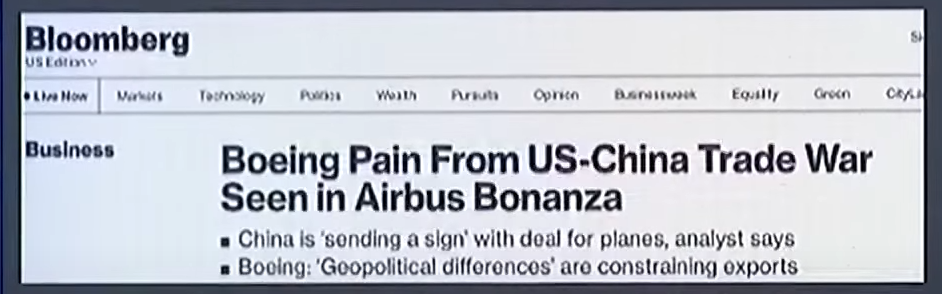 Bloomberg
US Edition
Live Now Markets Technology Politics Wealth Pursuits Opinion Businessweek Equality Green
Business
Boeing Pain From US-China Trade War
Seen in Airbus Bonanza
China is 'sending a sign' with deal for planes, analyst says
Boeing: 'Geopolitical differences' are constraining exports